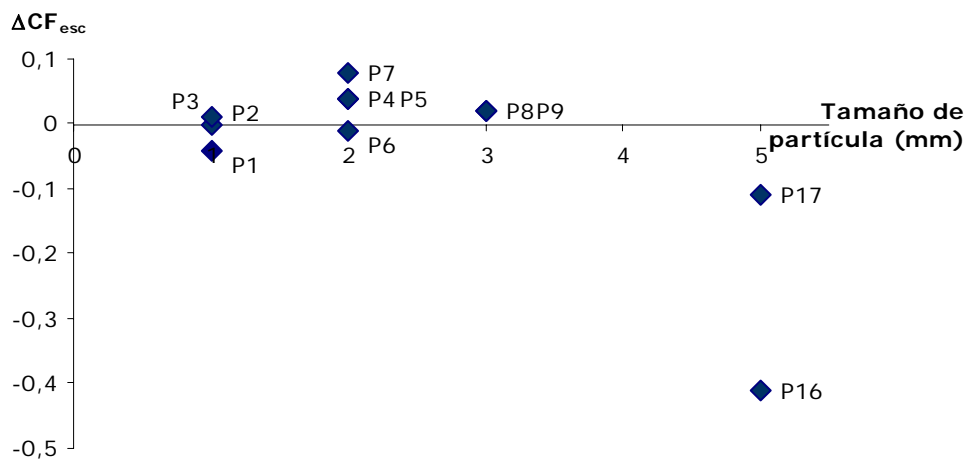 ΔCFesc
0,1
P7
P3
P2
P4 P5
P8P9
Tamaño de
partícula (mm)
0
P6
0
1
2
3
4
5
P1
-0,1
P17
-0,2
-0,3
-0,4
P16
-0,5